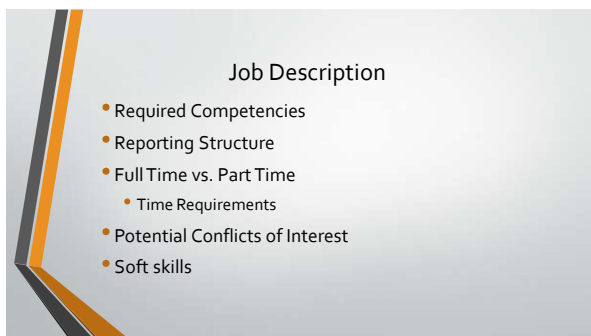 Job Description
• Required Competencies
• Reporting Structure
• Full Time vs. Part Time
• Time Requirements
• Potential Conflicts of Interest
• Soft skills